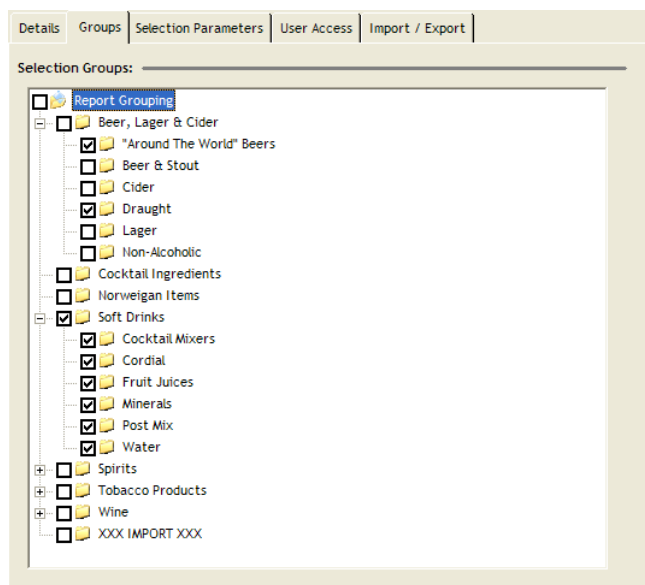 Details Groups Selection Parameters User Access Import / Export
Selection Groups:
Report Grouping
Beer, Lager & Cider
"Around The World" Beers
Beer & Stout
Cider
Draught
Lager
Non-Alcoholic
Cocktail Ingredients
Norweigan Items
Soft Drinks
Cocktail Mixers
Cordial
Fruit Juices
Minerals
Post Mix
Water
Spirits
Tobacco Products
Wine
XXX IMPORT XXX